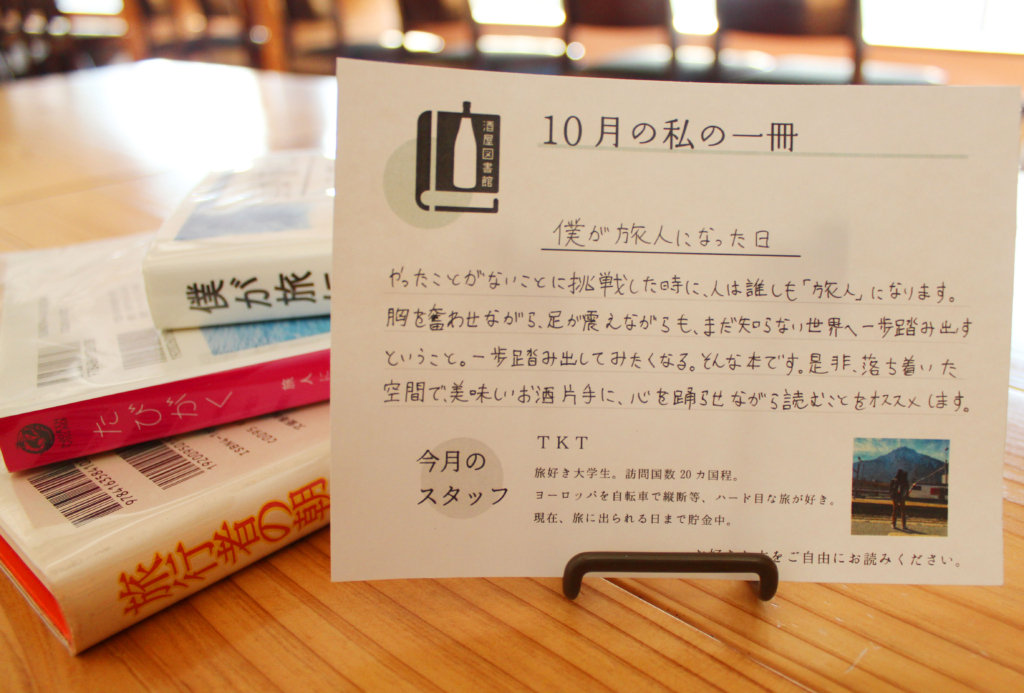 酒屋図書館
10月の私の一冊
僕が旅人になった日
やったことがないことに挑戦した時に、人は誰しも「旅人」になります。
胸を奮わせながら、足が震えながらも、まだ知らない世界へ一歩踏み出す
ということ。一歩踏み出してみたくなる。そんな本です。是非、落ち着いた
空間で、美味しいお酒片手に、心を踊らせながら読むことをオススメします。
今月の
スタッフ
TKT
旅好き大学生。訪問国数20カ国程。
ヨーロッパを自転車で縦断等、ハード目な旅が好き。
現在、旅に出られる日まで貯金中。
をご自由にお読みください。
僕が旅に
たびがく
旅人に
旅行者の朝